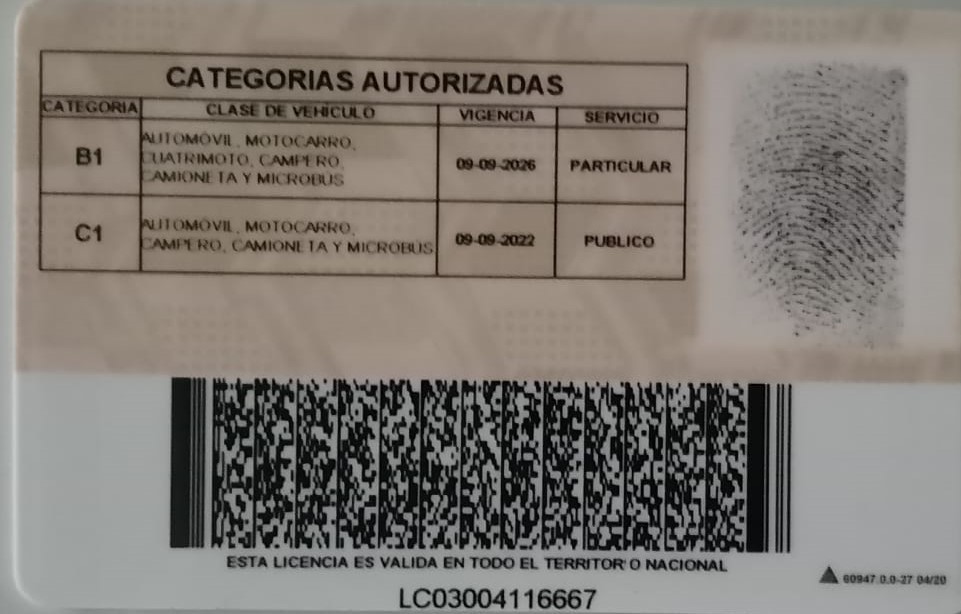 CATEGORIAS AUTORIZADAS
CATEGORIA CLASE DE VEHICULO VIGENCIA SERVICIO
B1 AUTOMOVIL, MOTOCARRO, CUATRIMOTO, CAMPERO, CAMIONETA Y MICROBUS 09-09-2026 PARTICULAR
C1 AUTOMOVIL, MOTOCARRO, CAMPERO, CAMIONETA Y MICROBUS 09-09-2022 PUBLICO
ESTA LICENCIA ES VALIDA EN TODO EL TERRITORIO NACIONAL
60947.0.0-27 04/20
LC03004116667